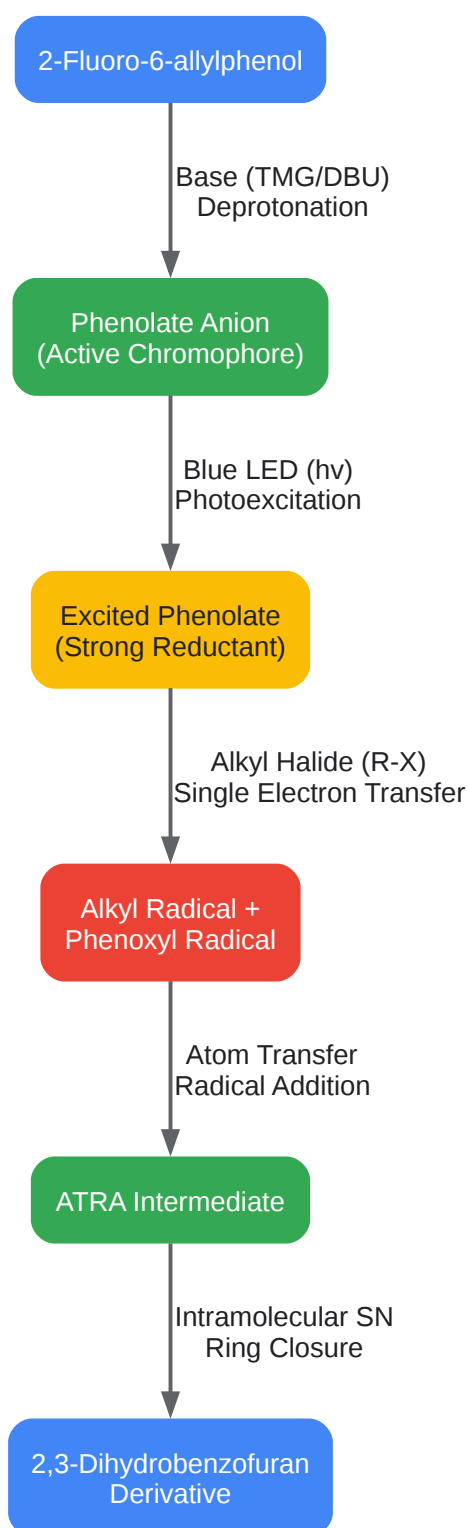 2-Fluoro-6-allylphenol
Base (TMG/DBU)
Deprotonation
Phenolate Anion
(Active Chromophore)
Blue LED (hv)
Photoexcitation
Excited Phenolate
(Strong Reductant)
Alkyl Halide (R-X)
Single Electron Transfer
Alkyl Radical +
Phenoxyl Radical
Atom Transfer
Radical Addition
ATRA Intermediate
Intramolecular SN
Ring Closure
2,3-Dihydrobenzofuran
Derivative